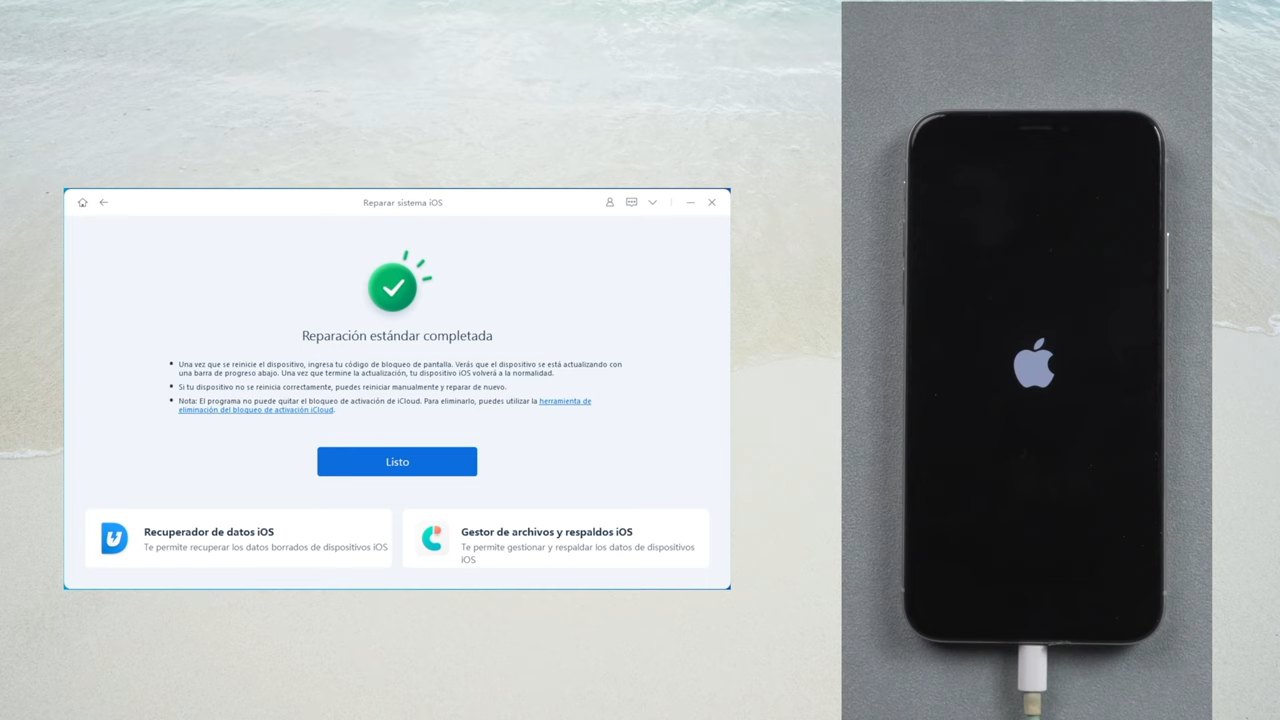 Reparar sistema iOS
Reparación estándar completada
Una vez que se reinicie el dispositivo, ingresa tu código de bloqueo de pantalla. Verás que el dispositivo se está actualizando con
una barra de progreso abajo. Una vez que termine la actualización, tu dispositivo iOS volverá a la normalidad.
Si tu dispositivo no se reinicia correctamente, puedes reiniciar manualmente y reparar de nuevo.
Nota: El programa no puede quitar el bloqueo de activación de iCloud. Para eliminarlo, puedes utilizar la herramienta de
eliminación del bloqueo de activación iCloud.
Listo
Recuperador de datos iOS
Te permite recuperar los datos borrados de dispositivos iOS
Gestor de archivos y respaldos iOS
Te permite gestionar y respaldar los datos de dispositivos
iOS